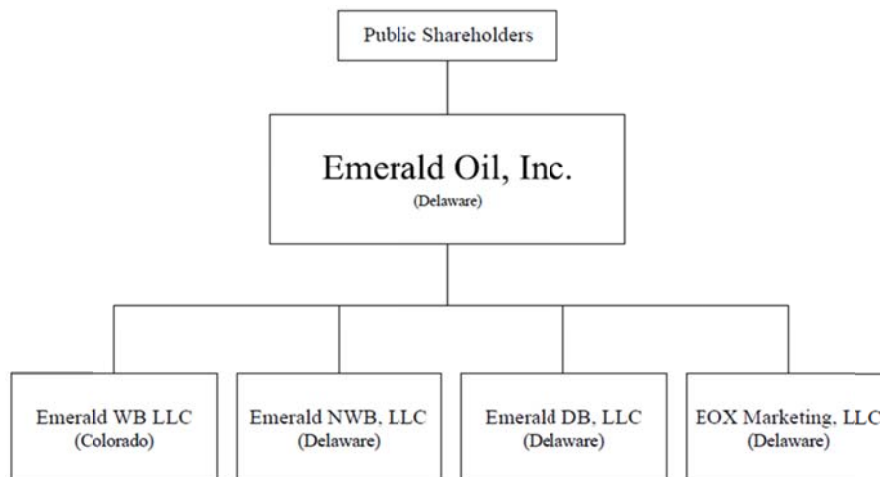 Public Shareholders
Emerald Oil, Inc.
(Delaware)
Emerald WB LLC
(Colorado)
Emerald NWB, LLC
(Delaware)
Emerald DB, LLC
(Delaware)
EOX Marketing, LLC
(Delaware)